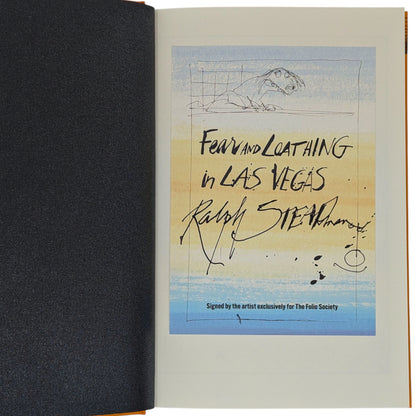 Fear AND LOATHING
in LAS VEGAS
Ralph STEADman
Signed by the artist exclusively for The Folio Society